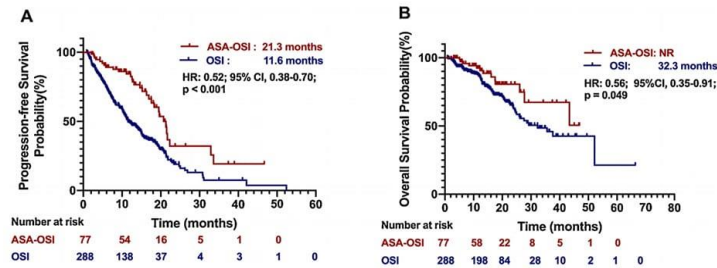 A
Progression-free Survival
Probability(%)
100
50
0
0 10 20 30 40 50 60
Time (months)
ASA-OSI : 21.3 months
OSI : 11.6 months
HR: 0.52; 95% CI, 0.38-0.70;
p < 0.001
Number at risk
ASA-OSI 77 54 16 5 1 0
OSI 288 138 37 4 3 1 0
B
Overall Survival Probability(%)
100
50
0
0 10 20 30 40 50 60 70 80
Time (months)
ASA-OSI: NR
OSI: 32.3 months
HR: 0.56; 95%CI, 0.35-0.91;
p = 0.049
Number at risk
ASA-OSI 77 58 22 8 5 1 0
OSI 288 198 84 28 10 2 1 0